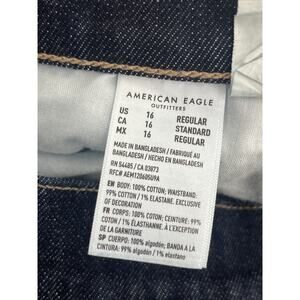 AMERICAN EAGLE
OUTFITTERS
US 16 REGULAR
CA 16 STANDARD
MX 16 REGULAR
MADE IN BANGLADESH / FABRIQUÉ AU
BANGLADESH / HECHO EN BANGLADESH
RN 54485 / CA 03873
RFC# AEM120605U9A
EN: BODY: 100% COTTON; WAISTBAND:
99% COTTON / 1% ELASTANE. EXCLUSIVE
OF DECORATION
FR: CORPS: 100% COTON; CEINTURE: 99%
COTON / 1% ÉLASTHANNE. À L'EXCEPTION
DE LA GARNITURE
SP: CUERPO: 100% algodón; BANDA A LA
CINTURA: 99% algodón / 1% elastano